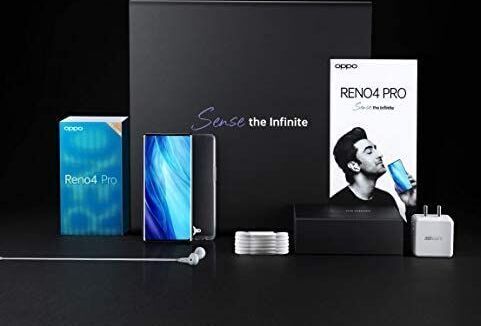 oppo
RENO4 PRO
Sense the Infinite
Sense the Infinite
oppo
Reno4 Pro